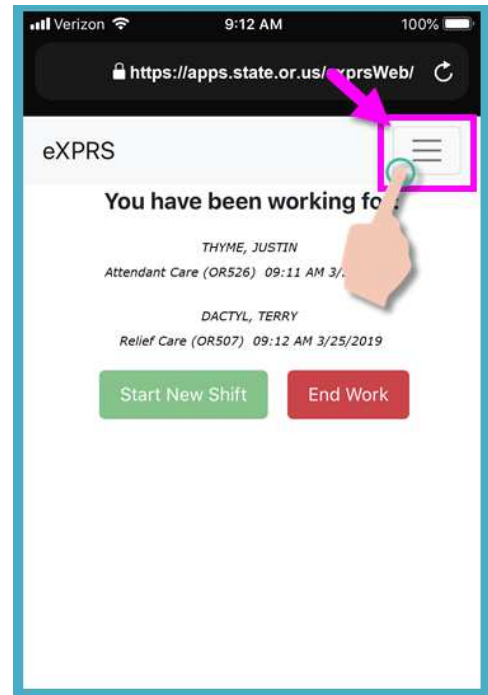 Verizon 9:12 AM 100%
https://apps.state.or.us/exprsWeb/
eXPRS
You have been working for:
THYME, JUSTIN
Attendant Care (OR526) 09:11 AM 3/
DACTYL, TERRY
Relief Care (OR507) 09:12 AM 3/25/2019
Start New Shift End Work